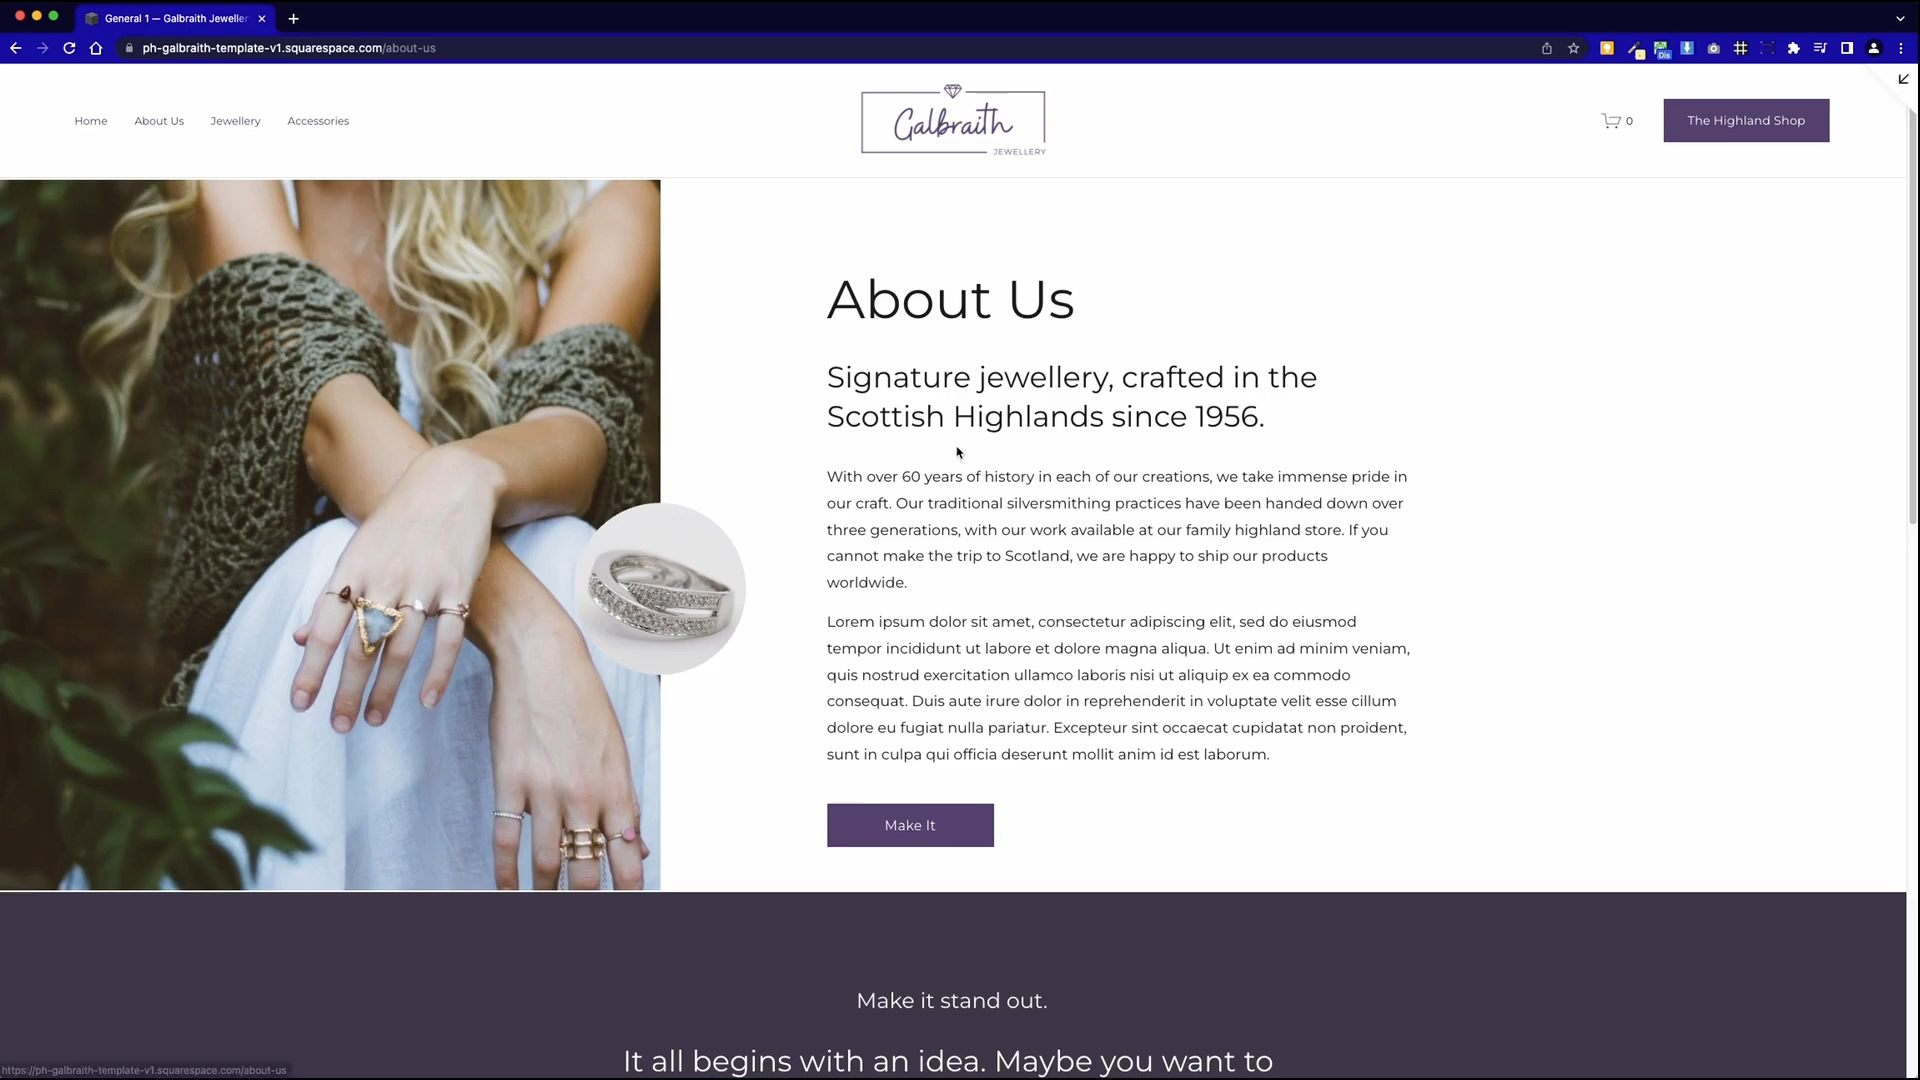 General 1 — Galbraith Jeweller
ph-galbraith-template-v1.squarespace.com/about-us
Dis
Home About Us Jewellery Accessories
Galbraith
JEWELLERY
0
The Highland Shop
About Us
Signature jewellery, crafted in the
Scottish Highlands since 1956.
With over 60 years of history in each of our creations, we take immense pride in
our craft. Our traditional silversmithing practices have been handed down over
three generations, with our work available at our family highland store. If you
cannot make the trip to Scotland, we are happy to ship our products
worldwide.
Lorem ipsum dolor sit amet, consectetur adipiscing elit, sed do eiusmod
tempor incididunt ut labore et dolore magna aliqua. Ut enim ad minim veniam,
quis nostrud exercitation ullamco laboris nisi ut aliquip ex ea commodo
consequat. Duis aute irure dolor in reprehenderit in voluptate velit esse cillum
dolore eu fugiat nulla pariatur. Excepteur sint occaecat cupidatat non proident,
sunt in culpa qui officia deserunt mollit anim id est laborum.
Make It
Make it stand out.
It all begins with an idea. Maybe you want to
https://ph-galbraith-template-v1.squarespace.com/about-us